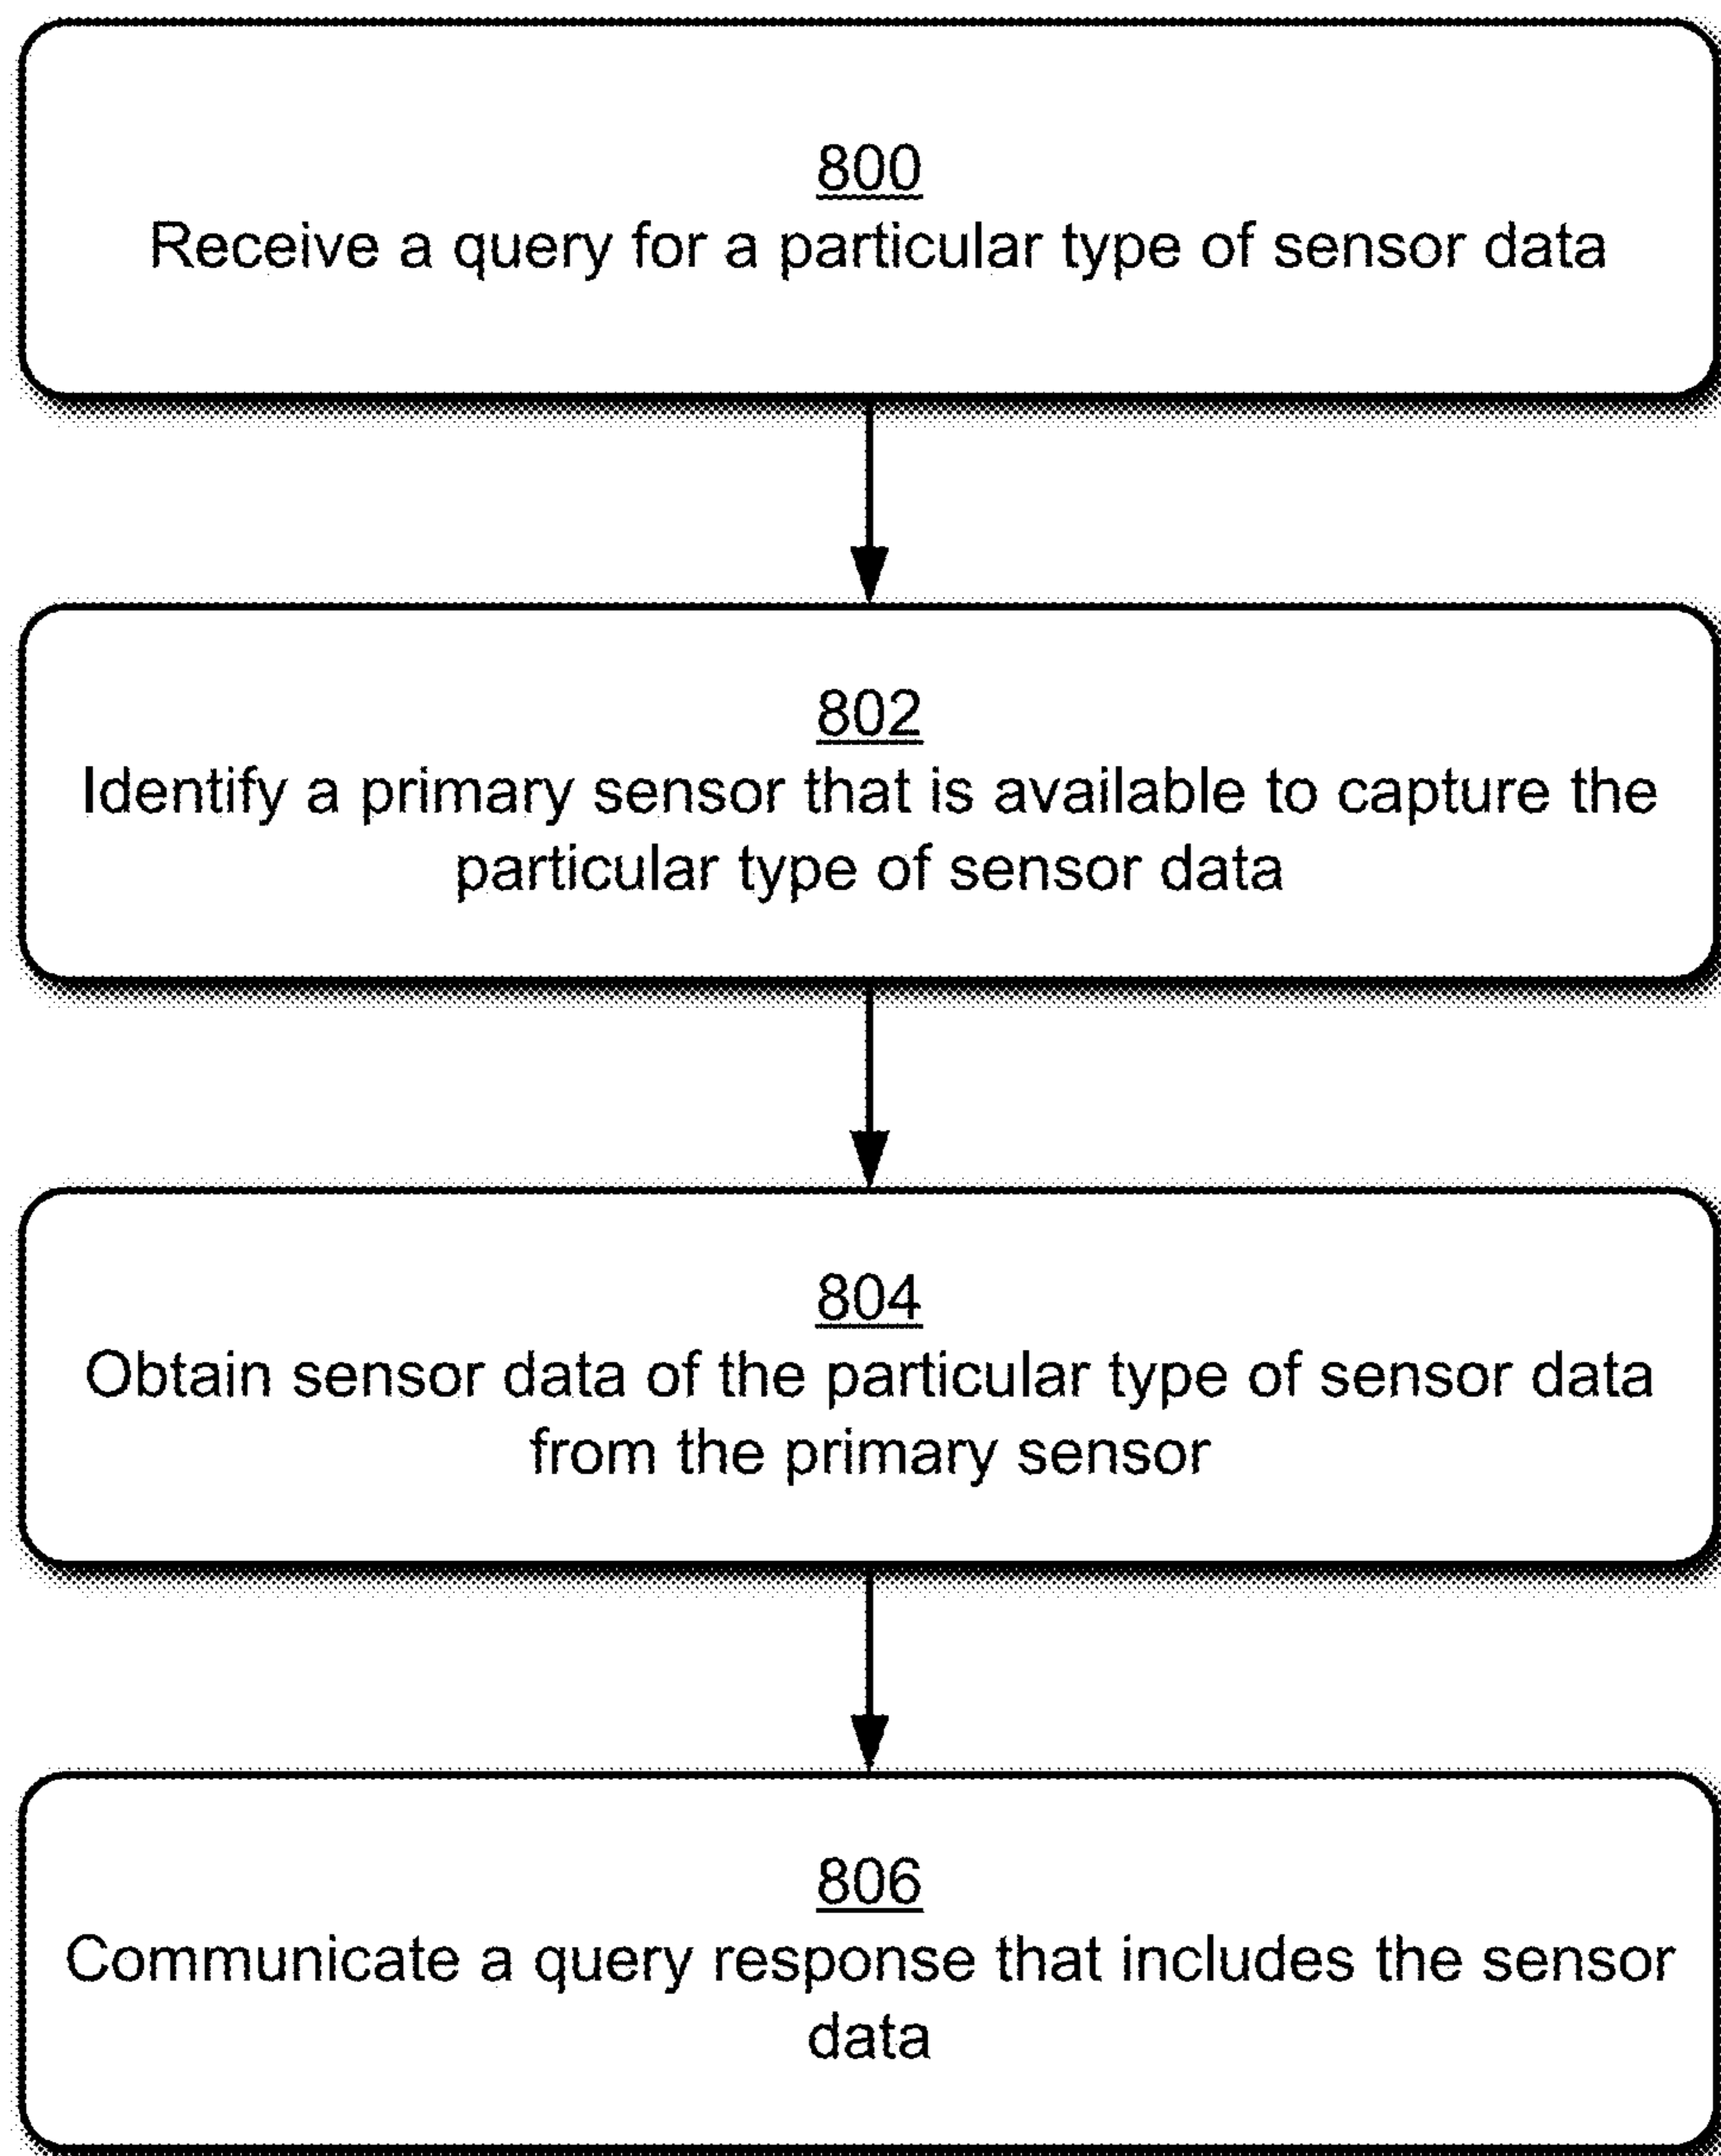 800
Receive a query for a particular type of sensor data
802
Identify a primary sensor that is available to capture the
particular type of sensor data
804
Obtain sensor data of the particular type of sensor data
from the primary sensor
806
Communicate a query response that includes the sensor
data